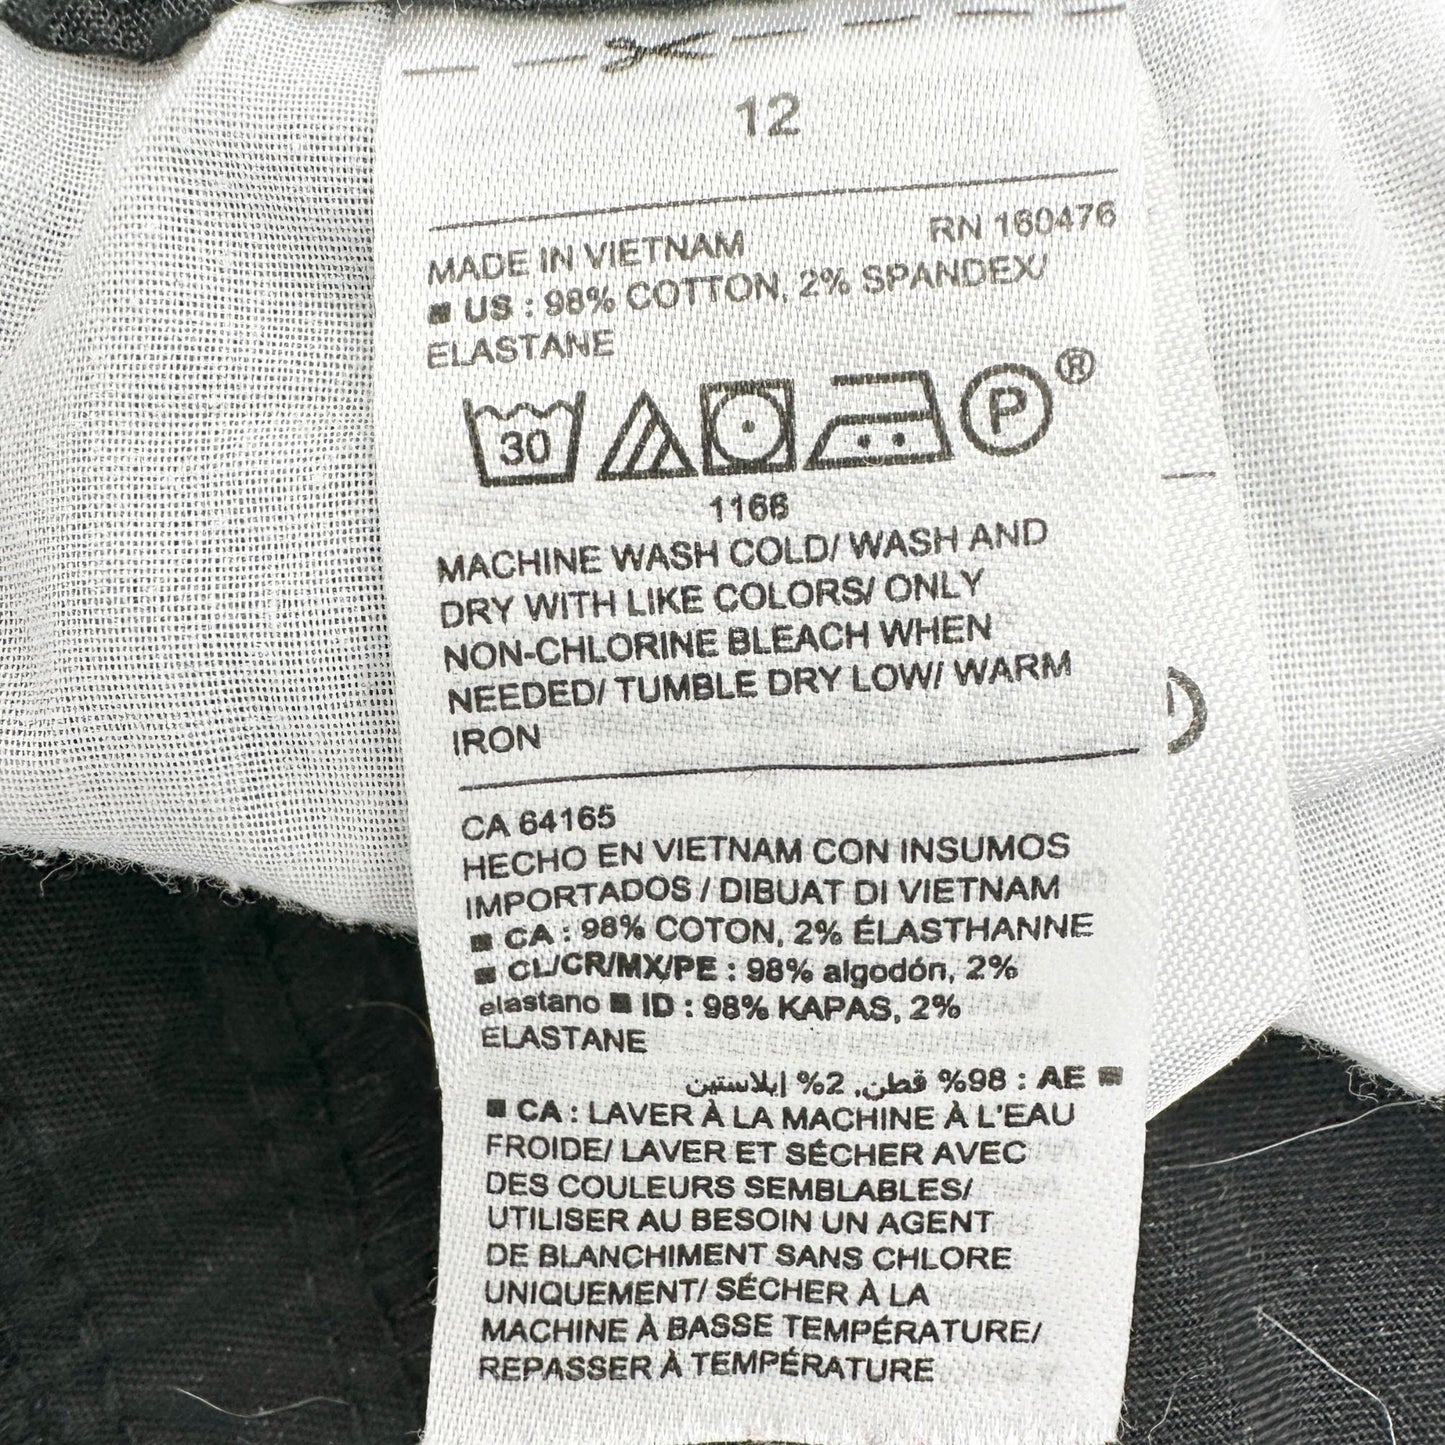 12
MADE IN VIETNAM RN 160476
■ US : 98% COTTON, 2% SPANDEX/
ELASTANE
30 P ®
1166
MACHINE WASH COLD/ WASH AND
DRY WITH LIKE COLORS/ ONLY
NON-CHLORINE BLEACH WHEN
NEEDED/ TUMBLE DRY LOW/ WARM
IRON
CA 64165
HECHO EN VIETNAM CON INSUMOS
IMPORTADOS / DIBUAT DI VIETNAM
■ CA : 98% COTON, 2% ÉLASTHANNE
■ CL/CR/MX/PE : 98% algodón, 2%
elastano ■ ID : 98% KAPAS, 2%
ELASTANE
■ AE : 98% قطن, 2% إيلاستين
■ CA : LAVER À LA MACHINE À L'EAU
FROIDE/ LAVER ET SÉCHER AVEC
DES COULEURS SEMBLABLES/
UTILISER AU BESOIN UN AGENT
DE BLANCHIMENT SANS CHLORE
UNIQUEMENT/ SÉCHER À LA
MACHINE À BASSE TEMPÉRATURE/
REPASSER À TEMPÉRATURE